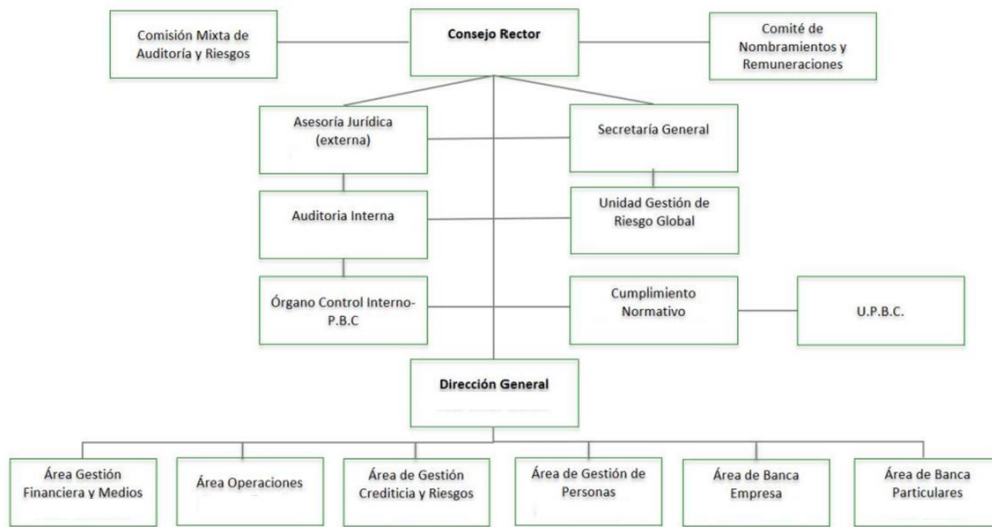 Comisión Mixta de
Auditoría y Riesgos
Consejo Rector
Comité de
Nombramientos y
Remuneraciones
Asesoría Jurídica
(externa)
Secretaría General
Auditoria Interna
Unidad Gestión de
Riesgo Global
Órgano Control Interno-
P.B.C
Cumplimiento
Normativo
U.P.B.C.
Dirección General
Área Gestión
Financiera y Medios
Área Operaciones
Área de Gestión
Crediticia y Riesgos
Área de Gestión de
Personas
Área de Banca
Empresa
Área de Banca
Particulares